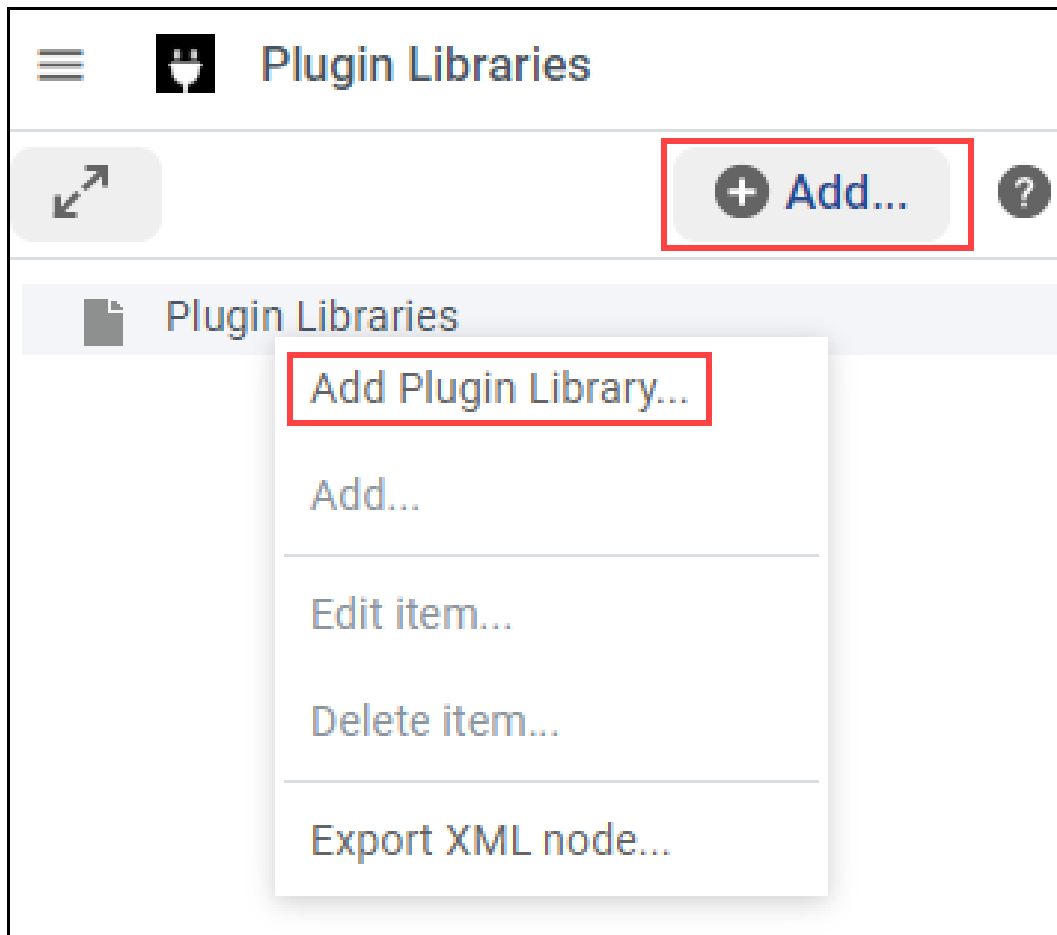 Plugin Libraries
Add...
?
Plugin Libraries
Add Plugin Library...
Add...
Edit item...
Delete item...
Export XML node...